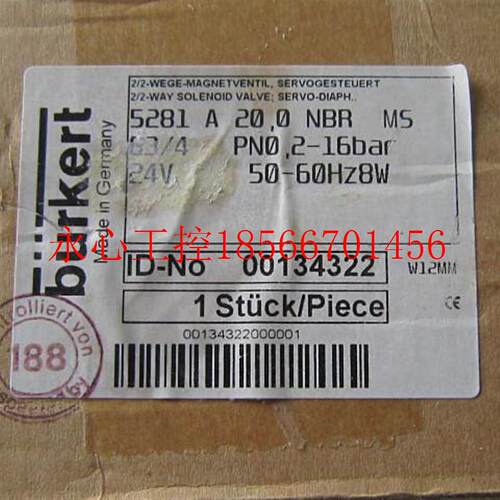 bürkert
Made in Germany
2/2-WEGE-MAGNETVENTIL, SERVOGESTEUERT
2/2-WAY SOLENOID VALVE; SERVO-DIAPH..
5281 A 20,0 NBR MS
G3/4 PN0,2-16bar
24V 50-60Hz8W
永心工控18566701456
ID-No 00134322
W12MM
1 Stück/Piece
CE
00134322000001
trolliert von
188